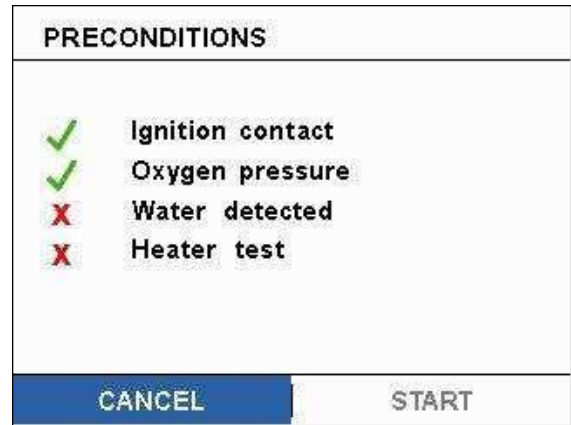 PRECONDITIONS
Ignition contact
Oxygen pressure
X Water detected
X Heater test
CANCEL START